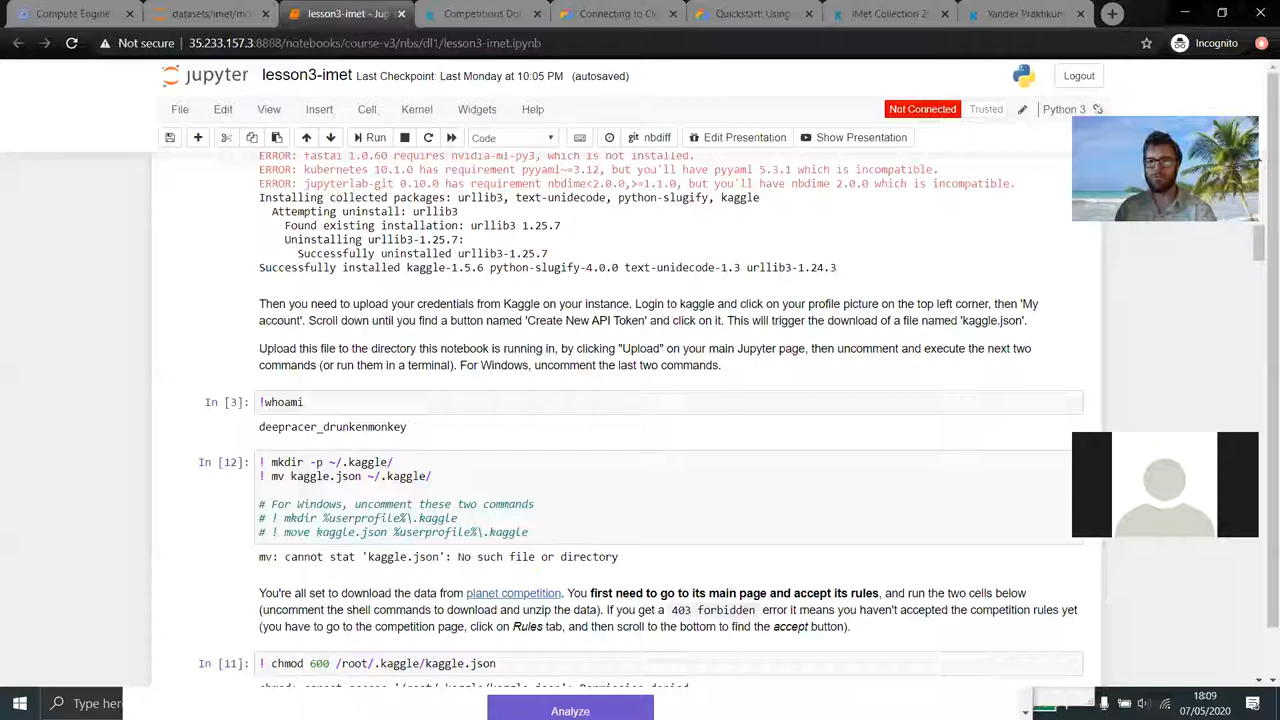 Compute Engine
datasets/imet/mo
lesson3-imet - Jup
Competitions Do
Connecting to Cl
Quickstart: Using
iMet Collection 2
Yandex Praktikum
Not secure
35.233.157.3:8888/notebooks/course-v3/nbs/dl1/lesson3-imet.ipynb
Incognito
jupyter lesson3-imet Last Checkpoint: Last Monday at 10:05 PM (autosaved)
Logout
File Edit View Insert Cell Kernel Widgets Help
Not Connected Trusted Python 3
Run Code nbdiff Edit Presentation Show Presentation
ERROR: fastai 1.0.60 requires nvidia-ml-py3, which is not installed.
ERROR: kubernetes 10.1.0 has requirement pyyaml~=3.12, but you'll have pyyaml 5.3.1 which is incompatible.
ERROR: jupyterlab-git 0.10.0 has requirement nbdime<2.0.0,>=1.1.0, but you'll have nbdime 2.0.0 which is incompatible.
Installing collected packages: urllib3, text-unidecode, python-slugify, kaggle
Attempting uninstall: urllib3
Found existing installation: urllib3 1.25.7
Uninstalling urllib3-1.25.7:
Successfully uninstalled urllib3-1.25.7
Successfully installed kaggle-1.5.6 python-slugify-4.0.0 text-unidecode-1.3 urllib3-1.24.3
Then you need to upload your credentials from Kaggle on your instance. Login to kaggle and click on your profile picture on the top left corner, then 'My
account'. Scroll down until you find a button named 'Create New API Token' and click on it. This will trigger the download of a file named 'kaggle.json'.
Upload this file to the directory this notebook is running in, by clicking "Upload" on your main Jupyter page, then uncomment and execute the next two
commands (or run them in a terminal). For Windows, uncomment the last two commands.
In [3]: !whoami
deepracer_drunkenmonkey
In [12]: ! mkdir -p ~/.kaggle/
! mv kaggle.json ~/.kaggle/
# For Windows, uncomment these two commands
# ! mkdir %userprofile%\.kaggle
# ! move kaggle.json %userprofile%\.kaggle
mv: cannot stat 'kaggle.json': No such file or directory
You're all set to download the data from planet competition. You first need to go to its main page and accept its rules, and run the two cells below
(uncomment the shell commands to download and unzip the data). If you get a 403 forbidden error it means you haven't accepted the competition rules yet
(you have to go to the competition page, click on Rules tab, and then scroll to the bottom to find the accept button).
In [11]: ! chmod 600 /root/.kaggle/kaggle.json
chmod: cannot access '/root/.kaggle/kaggle.json': Permission denied
Type here
Analyze
18:09
07/05/2020